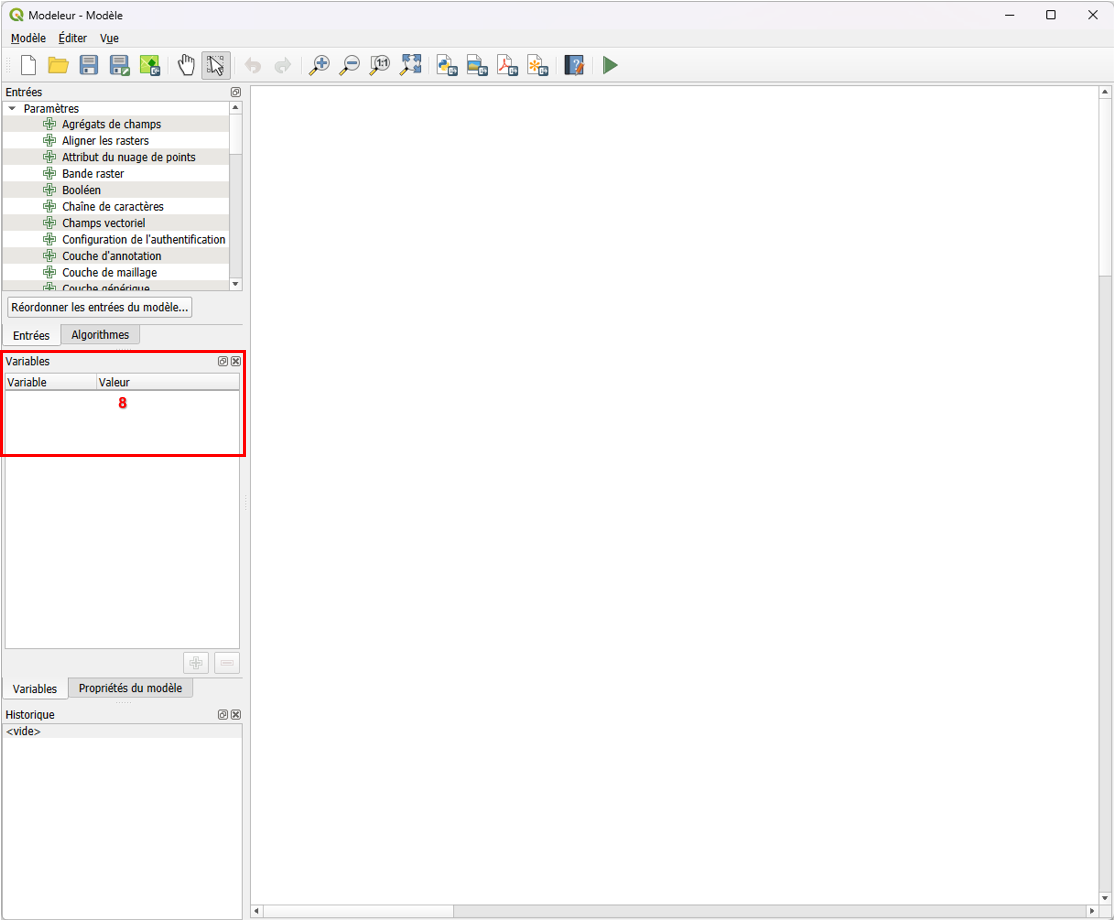 Modeleur - Modèle
Modèle Éditer Vue
Entrées
Paramètres
Agrégats de champs
Aligner les rasters
Attribut du nuage de points
Bande raster
Booléen
Chaîne de caractères
Champs vectoriel
Configuration de l'authentification
Couche d'annotation
Couche de maillage
Couche générique
Réordonner les entrées du modèle...
Entrées Algorithmes
Variables
Variable Valeur
8
Variables Propriétés du modèle
Historique
<vide>